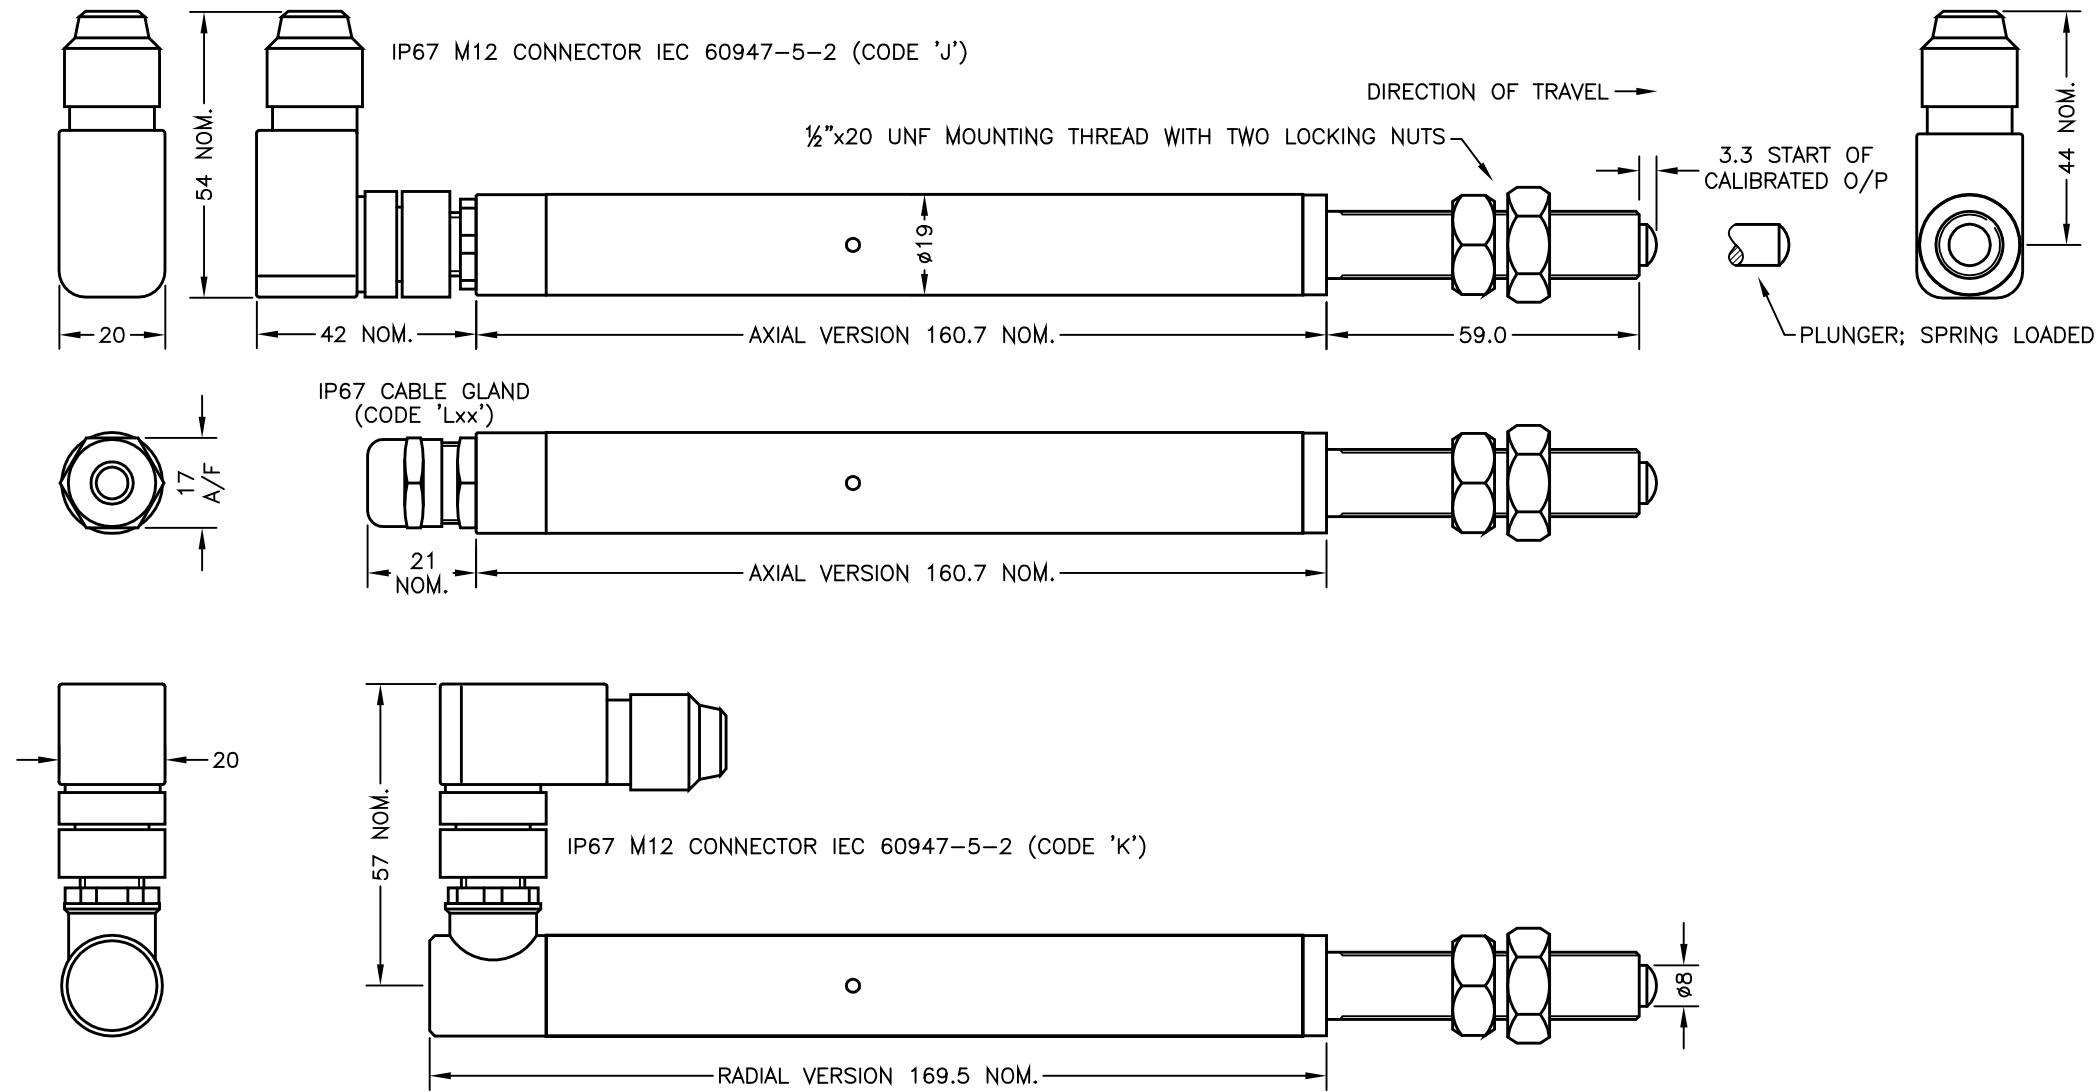 IP67 M12 CONNECTOR IEC 60947-5-2 (CODE 'J')
DIRECTION OF TRAVEL
½"x20 UNF MOUNTING THREAD WITH TWO LOCKING NUTS
3.3 START OF
CALIBRATED O/P
54 NOM.
44 NOM.
ø19
20
42 NOM.
AXIAL VERSION 160.7 NOM.
59.0
PLUNGER; SPRING LOADED
IP67 CABLE GLAND
(CODE 'Lxx')
17
A/F
21
NOM.
AXIAL VERSION 160.7 NOM.
20
57 NOM.
IP67 M12 CONNECTOR IEC 60947-5-2 (CODE 'K')
ø8
RADIAL VERSION 169.5 NOM.